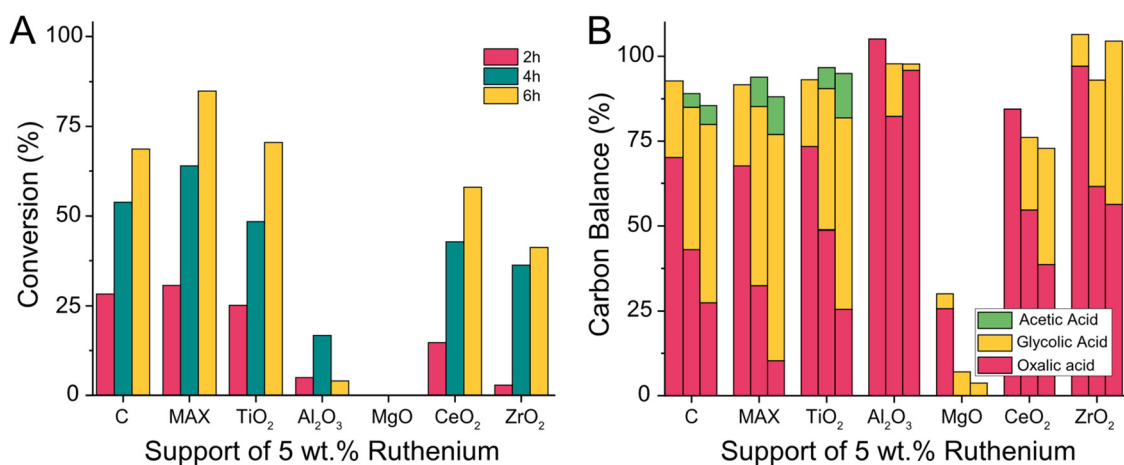 A
100
75
50
25
0
Conversion (%)
2h
4h
6h
C MAX TiO₂ Al₂O₃ MgO CeO₂ ZrO₂
Support of 5 wt.% Ruthenium
B
100
75
50
25
0
Carbon Balance (%)
Acetic Acid
Glycolic Acid
Oxalic acid
C MAX TiO₂ Al₂O₃ MgO CeO₂ ZrO₂
Support of 5 wt.% Ruthenium